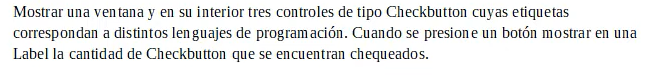 Mostrar una ventana y en su interior tres controles de tipo Checkbutton cuyas etiquetas
correspondan a distintos lenguajes de programación. Cuando se presione un botón mostrar en una
Label la cantidad de Checkbutton que se encuentran chequeados.